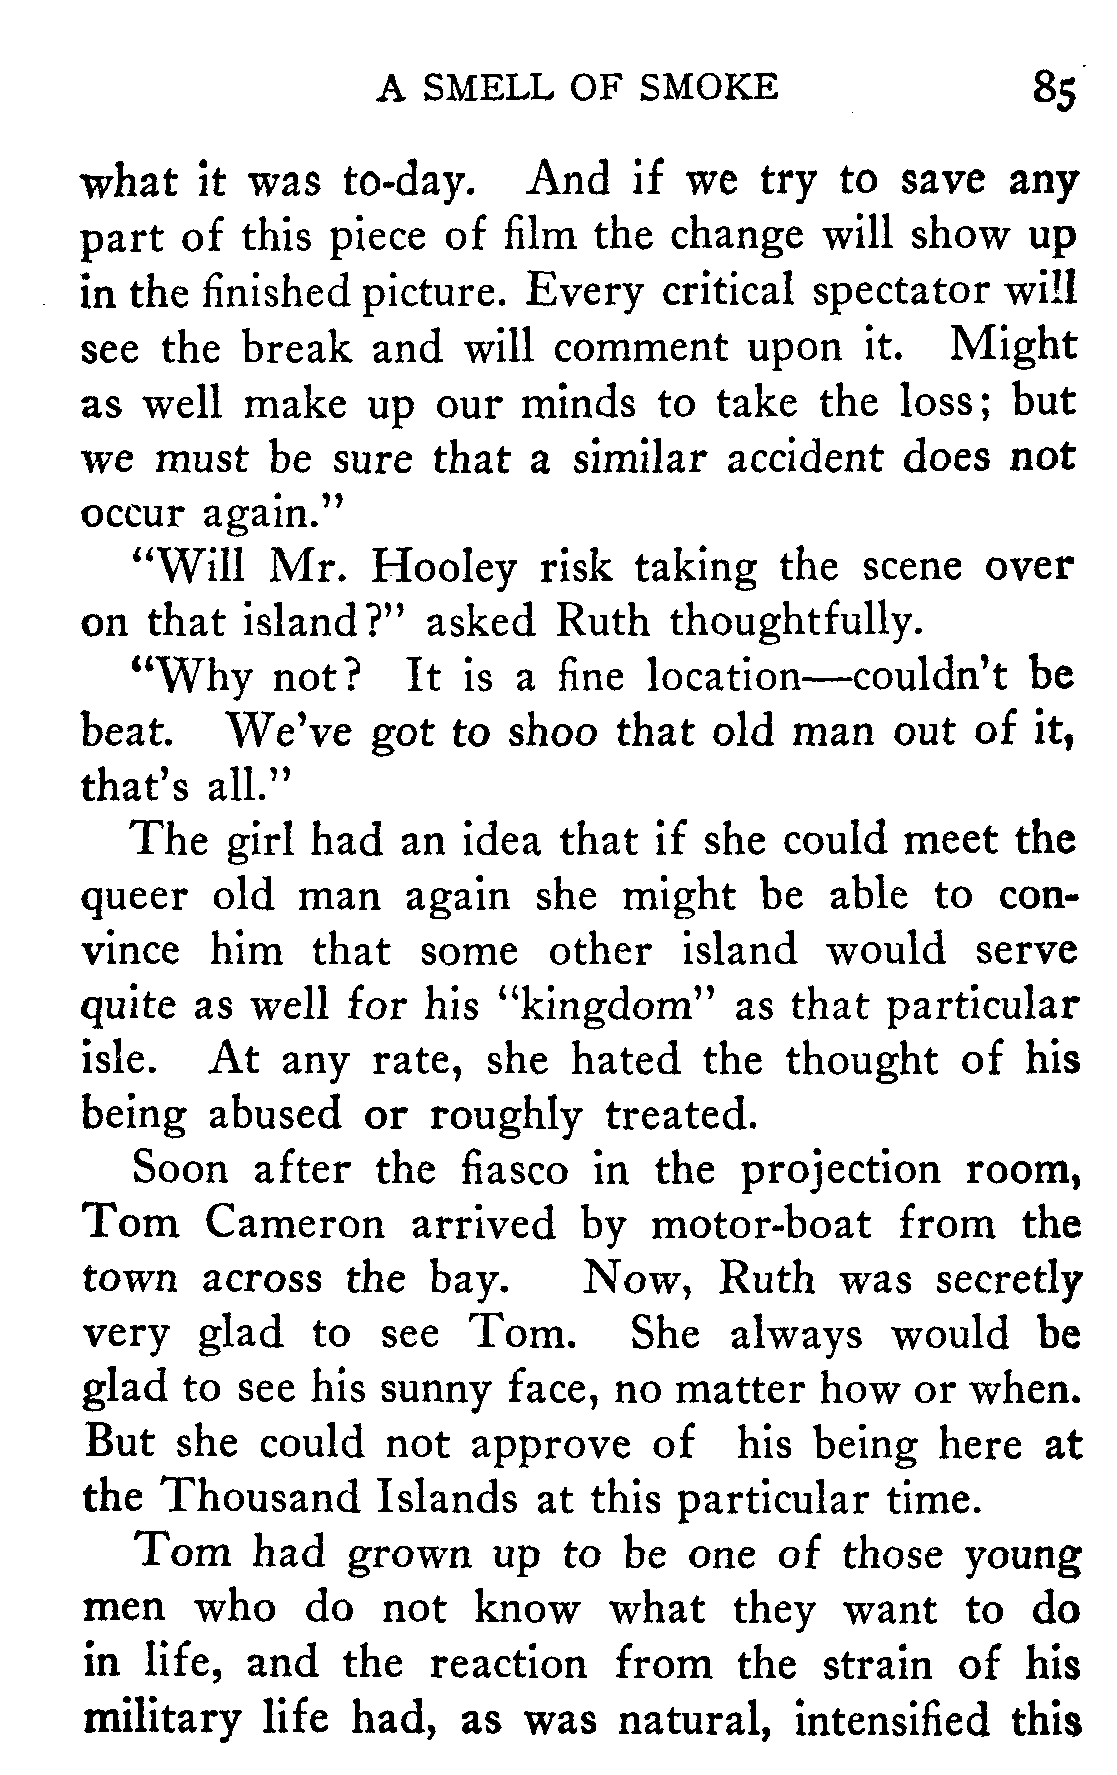 A SMELL OF SMOKE 85
what it was to-day. And if we try to save any
part of this piece of film the change will show up
in the finished picture. Every critical spectator will
see the break and will comment upon it. Might
as well make up our minds to take the loss; but
we must be sure that a similar accident does not
occur again."
"Will Mr. Hooley risk taking the scene over
on that island?" asked Ruth thoughtfully.
"Why not? It is a fine location—couldn't be
beat. We've got to shoo that old man out of it,
that's all."
The girl had an idea that if she could meet the
queer old man again she might be able to con-
vince him that some other island would serve
quite as well for his "kingdom" as that particular
isle. At any rate, she hated the thought of his
being abused or roughly treated.
Soon after the fiasco in the projection room,
Tom Cameron arrived by motor-boat from the
town across the bay. Now, Ruth was secretly
very glad to see Tom. She always would be
glad to see his sunny face, no matter how or when.
But she could not approve of his being here at
the Thousand Islands at this particular time.
Tom had grown up to be one of those young
men who do not know what they want to do
in life, and the reaction from the strain of his
military life had, as was natural, intensified this